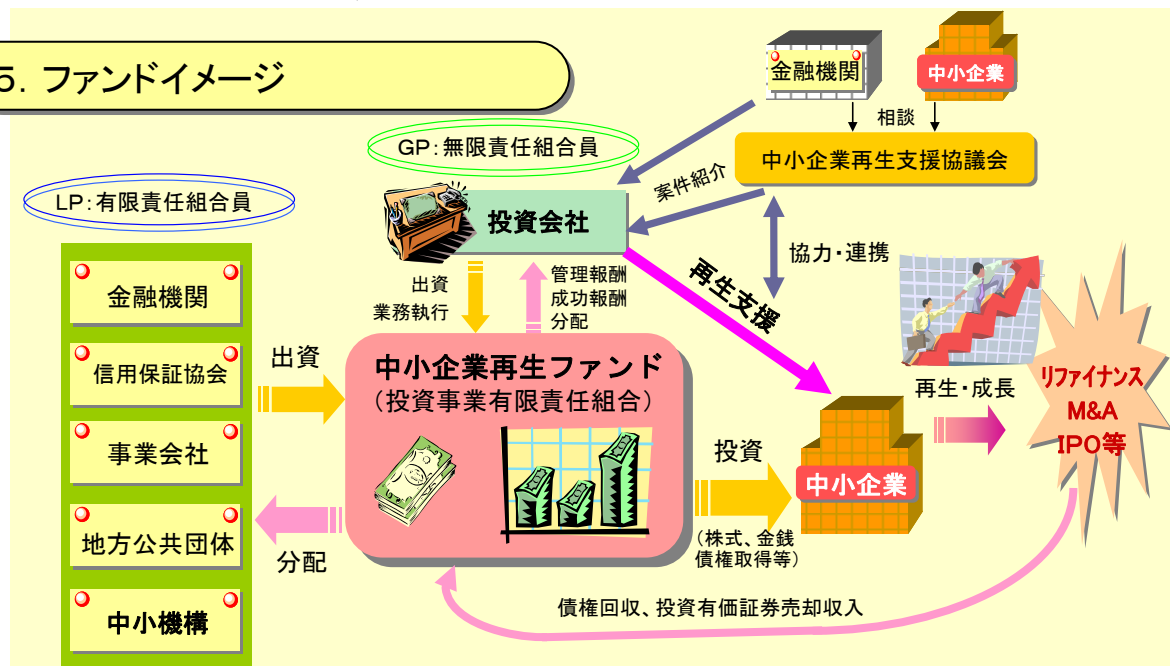 5. ファンドイメージ
金融機関
中小企業
相談
中小企業再生支援協議会
GP:無限責任組合員
案件紹介
LP:有限責任組合員
投資会社
協力・連携
再生支援
出資
業務執行
管理報酬
成功報酬
分配
金融機関
信用保証協会
事業会社
地方公共団体
中小機構
出資
分配
中小企業再生ファンド
(投資事業有限責任組合)
投資
(株式、金銭
債権取得等)
中小企業
再生・成長
リファイナンス
M&A
IPO等
債権回収、投資有価証券売却収入